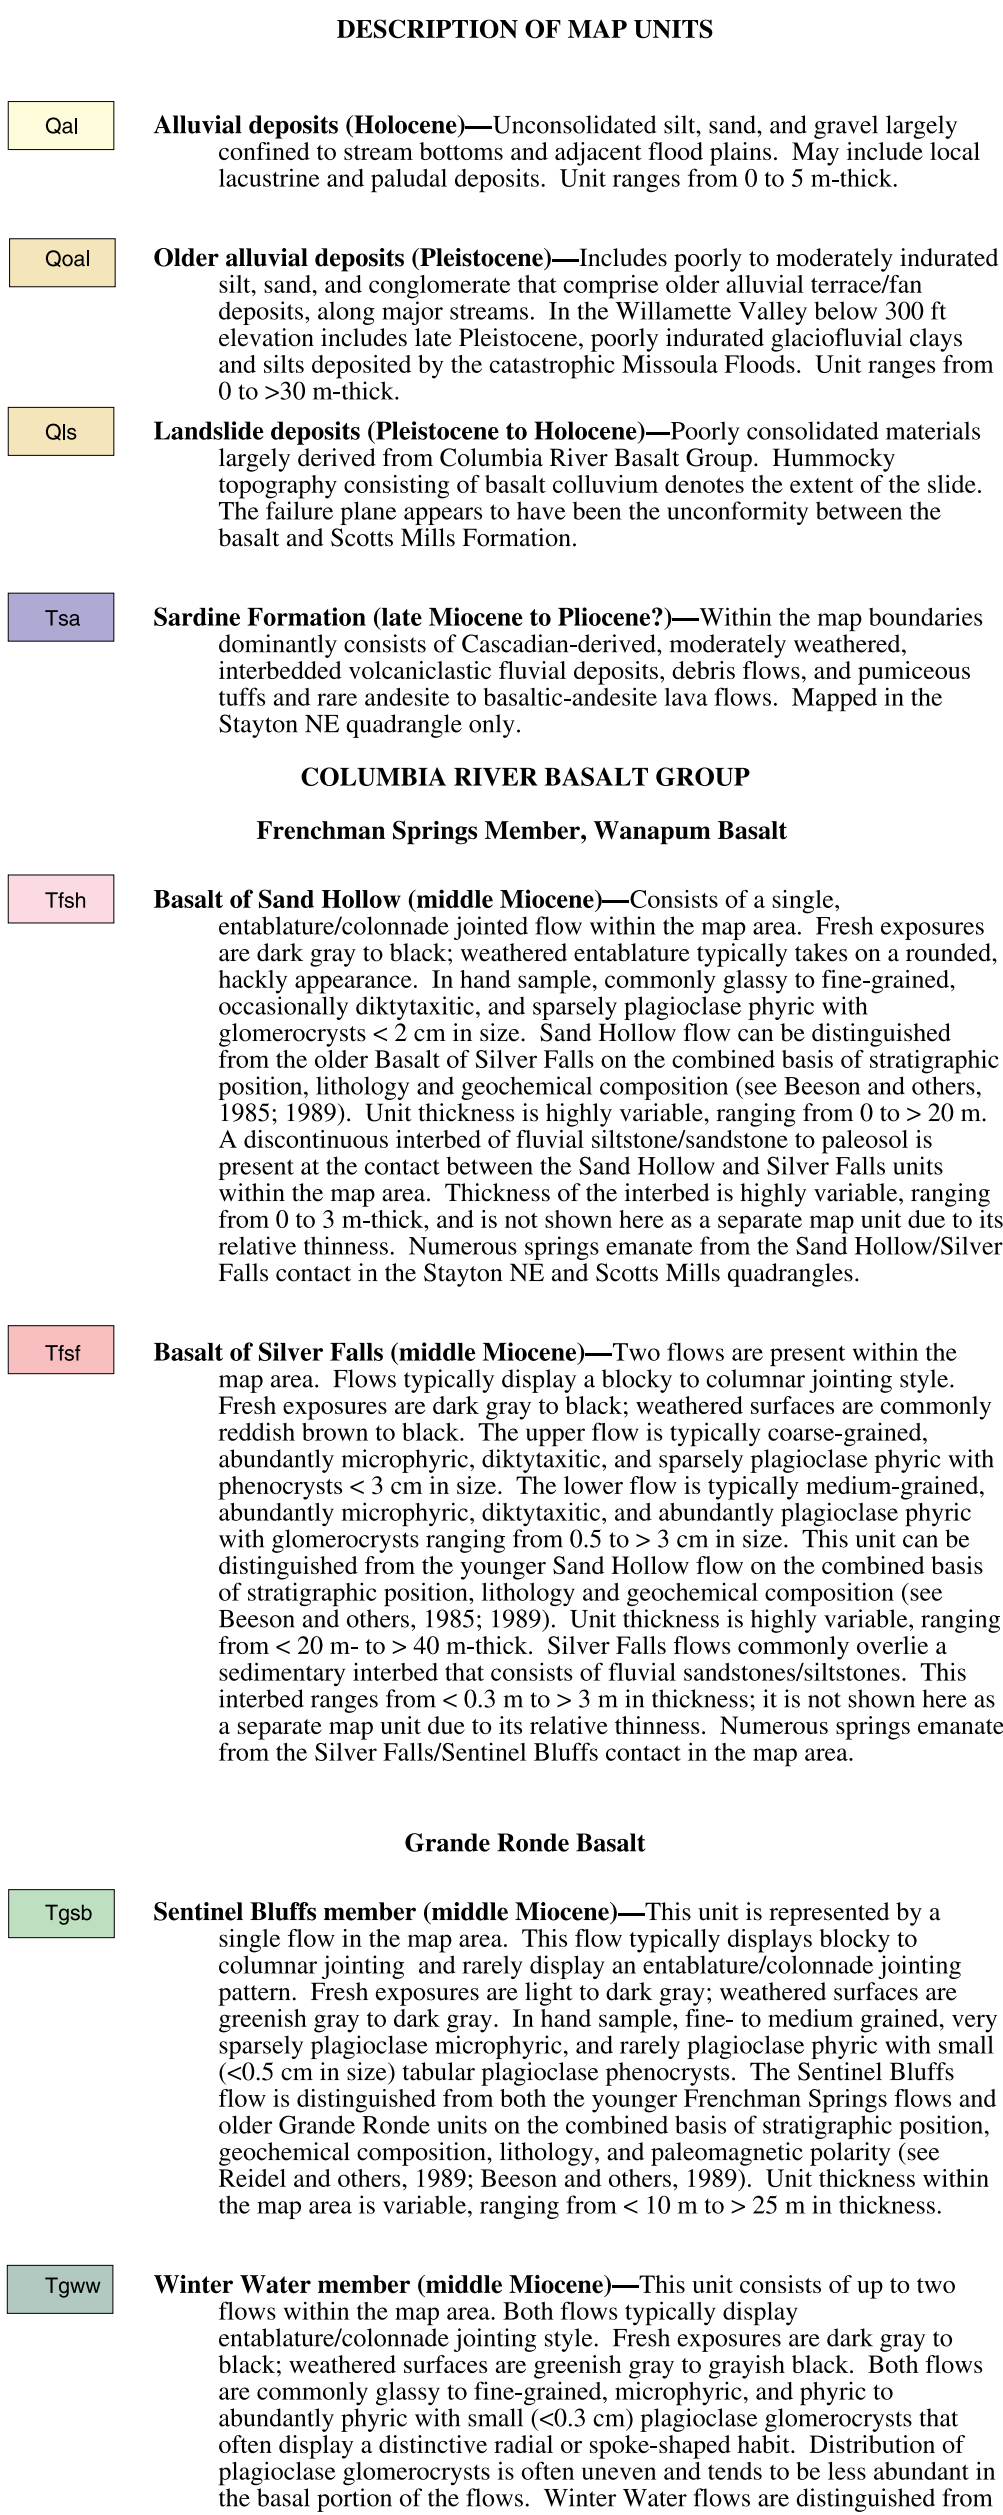 DESCRIPTION OF MAP UNITS
Qal
Alluvial deposits (Holocene)—Unconsolidated silt, sand, and gravel largely
confined to stream bottoms and adjacent flood plains.  May include local
lacustrine and paludal deposits.  Unit ranges from 0 to 5 m-thick.
Qoal
Older alluvial deposits (Pleistocene)—Includes poorly to moderately indurated
silt, sand, and conglomerate that comprise older alluvial terrace/fan
deposits, along major streams.  In the Willamette Valley below 300 ft
elevation includes late Pleistocene, poorly indurated glaciofluvial clays
and silts deposited by the catastrophic Missoula Floods.  Unit ranges from
0 to >30 m-thick.
Qls
Landslide deposits (Pleistocene to Holocene)—Poorly consolidated materials
largely derived from Columbia River Basalt Group.  Hummocky
topography consisting of basalt colluvium denotes the extent of the slide.
The failure plane appears to have been the unconformity between the
basalt and Scotts Mills Formation.
Tsa
Sardine Formation (late Miocene to Pliocene?)—Within the map boundaries
dominantly consists of Cascadian-derived, moderately weathered,
interbedded volcaniclastic fluvial deposits, debris flows, and pumiceous
tuffs and rare andesite to basaltic-andesite lava flows.  Mapped in the
Stayton NE quadrangle only.
COLUMBIA RIVER BASALT GROUP
Frenchman Springs Member, Wanapum Basalt
Tfsh
Basalt of Sand Hollow (middle Miocene)—Consists of a single,
entablature/colonnade jointed flow within the map area.  Fresh exposures
are dark gray to black; weathered entablature typically takes on a rounded,
hackly appearance.  In hand sample, commonly glassy to fine-grained,
occasionally diktytaxitic, and sparsely plagioclase phyric with
glomerocrysts < 2 cm in size.  Sand Hollow flow can be distinguished
from the older Basalt of Silver Falls on the combined basis of stratigraphic
position, lithology and geochemical composition (see Beeson and others,
1985; 1989).  Unit thickness is highly variable, ranging from 0 to > 20 m.
A discontinuous interbed of fluvial siltstone/sandstone to paleosol is
present at the contact between the Sand Hollow and Silver Falls units
within the map area.  Thickness of the interbed is highly variable, ranging
from 0 to 3 m-thick, and is not shown here as a separate map unit due to its
relative thinness.  Numerous springs emanate from the Sand Hollow/Silver
Falls contact in the Stayton NE and Scotts Mills quadrangles.
Tfsf
Basalt of Silver Falls (middle Miocene)—Two flows are present within the
map area.  Flows typically display a blocky to columnar jointing style.
Fresh exposures are dark gray to black; weathered surfaces are commonly
reddish brown to black.  The upper flow is typically coarse-grained,
abundantly microphyric, diktytaxitic, and sparsely plagioclase phyric with
phenocrysts < 3 cm in size.  The lower flow is typically medium-grained,
abundantly microphyric, diktytaxitic, and abundantly plagioclase phyric
with glomerocrysts ranging from 0.5 to > 3 cm in size.  This unit can be
distinguished from the younger Sand Hollow flow on the combined basis
of stratigraphic position, lithology and geochemical composition (see
Beeson and others, 1985; 1989).  Unit thickness is highly variable, ranging
from < 20 m- to > 40 m-thick.  Silver Falls flows commonly overlie a
sedimentary interbed that consists of fluvial sandstones/siltstones.  This
interbed ranges from < 0.3 m to > 3 m in thickness; it is not shown here as
a separate map unit due to its relative thinness.  Numerous springs emanate
from the Silver Falls/Sentinel Bluffs contact in the map area.
Grande Ronde Basalt
Tgsb
Sentinel Bluffs member (middle Miocene)—This unit is represented by a
single flow in the map area.  This flow typically displays blocky to
columnar jointing  and rarely display an entablature/colonnade jointing
pattern.  Fresh exposures are light to dark gray; weathered surfaces are
greenish gray to dark gray.  In hand sample, fine- to medium grained, very
sparsely plagioclase microphyric, and rarely plagioclase phyric with small
(<0.5 cm in size) tabular plagioclase phenocrysts.  The Sentinel Bluffs
flow is distinguished from both the younger Frenchman Springs flows and
older Grande Ronde units on the combined basis of stratigraphic position,
geochemical composition, lithology, and paleomagnetic polarity (see
Reidel and others, 1989; Beeson and others, 1989).  Unit thickness within
the map area is variable, ranging from < 10 m to > 25 m in thickness.
Tgww
Winter Water member (middle Miocene)—This unit consists of up to two
flows within the map area. Both flows typically display
entablature/colonnade jointing style.  Fresh exposures are dark gray to
black; weathered surfaces are greenish gray to grayish black.  Both flows
are commonly glassy to fine-grained, microphyric, and phyric to
abundantly phyric with small (<0.3 cm) plagioclase glomerocrysts that
often display a distinctive radial or spoke-shaped habit.  Distribution of
plagioclase glomerocrysts is often uneven and tends to be less abundant in
the basal portion of the flows.  Winter Water flows are distinguished from